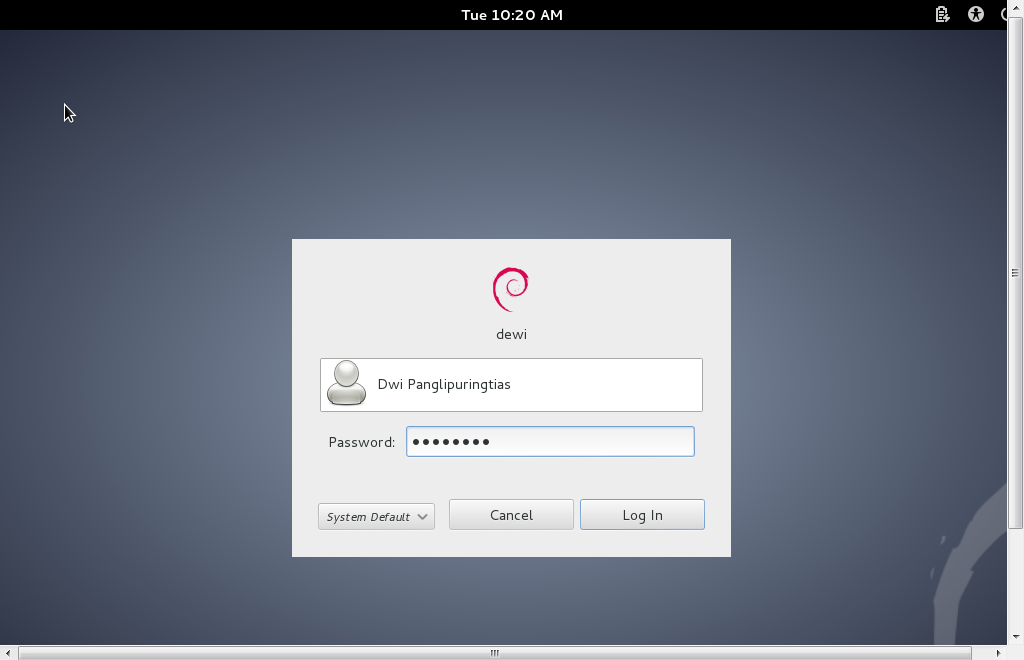 Tue 10:20 AM
dewi
Dwi Panglipuringtias
Password:
System Default
Cancel
Log In